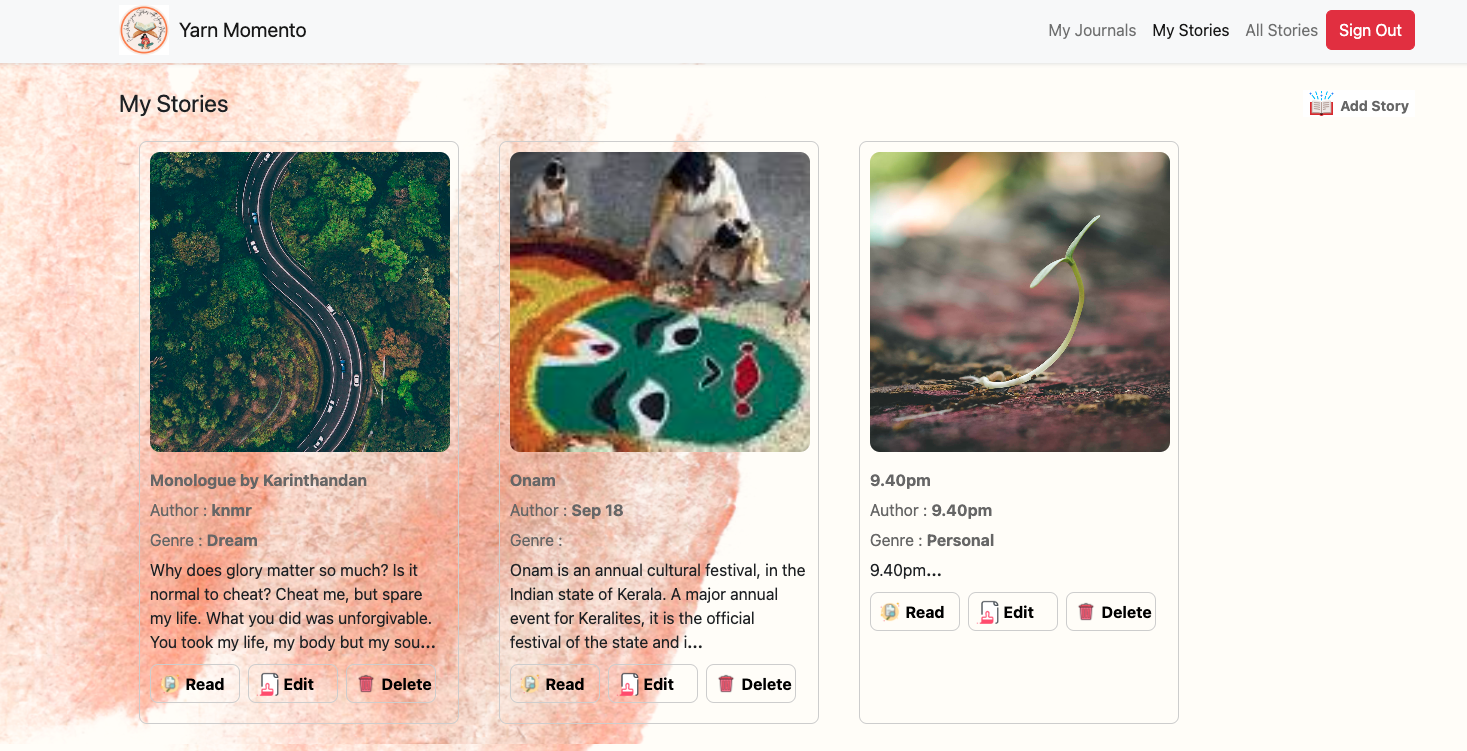 Yarn Momento
My Journals My Stories All Stories Sign Out
My Stories
Add Story
Monologue by Karinthandan
Author : knmr
Genre : Dream
Why does glory matter so much? Is it
normal to cheat? Cheat me, but spare
my life. What you did was unforgivable.
You took my life, my body but my sou...
Read Edit Delete
Onam
Author : Sep 18
Genre :
Onam is an annual cultural festival, in the
Indian state of Kerala. A major annual
event for Keralites, it is the official
festival of the state and i...
Read Edit Delete
9.40pm
Author : 9.40pm
Genre : Personal
9.40pm...
Read Edit Delete